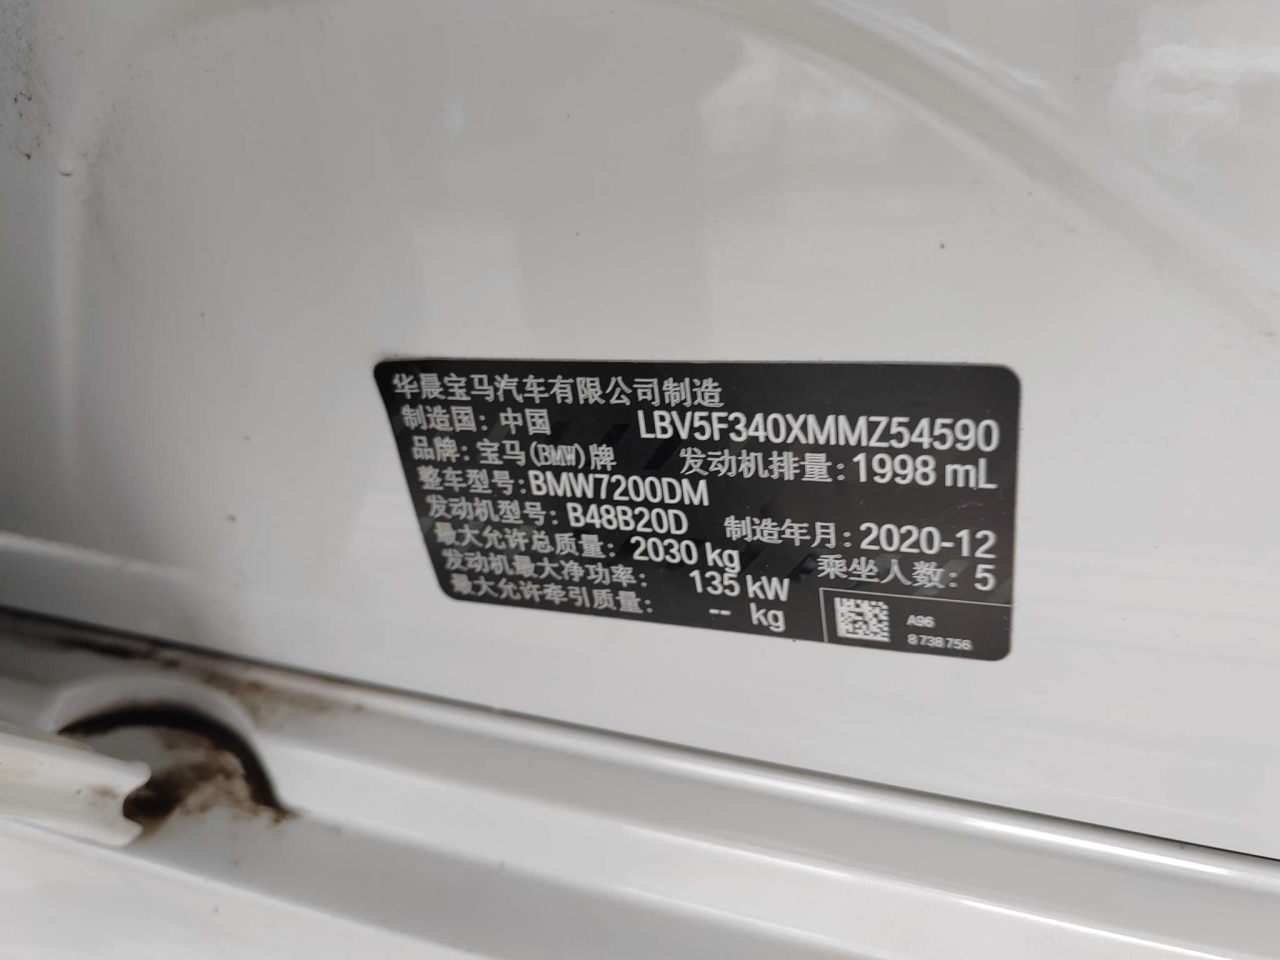 华晨宝马汽车有限公司制造
制造国：中国 LBV5F340XMMZ54590
品牌：宝马(BMW)牌 发动机排量：1998 mL
整车型号：BMW7200DM
发动机型号：B48B20D 制造年月：2020-12
最大允许总质量：2030 kg 乘坐人数：5
发动机最大净功率：135 kW
最大允许牵引质量：-- kg
A96
8 738 756